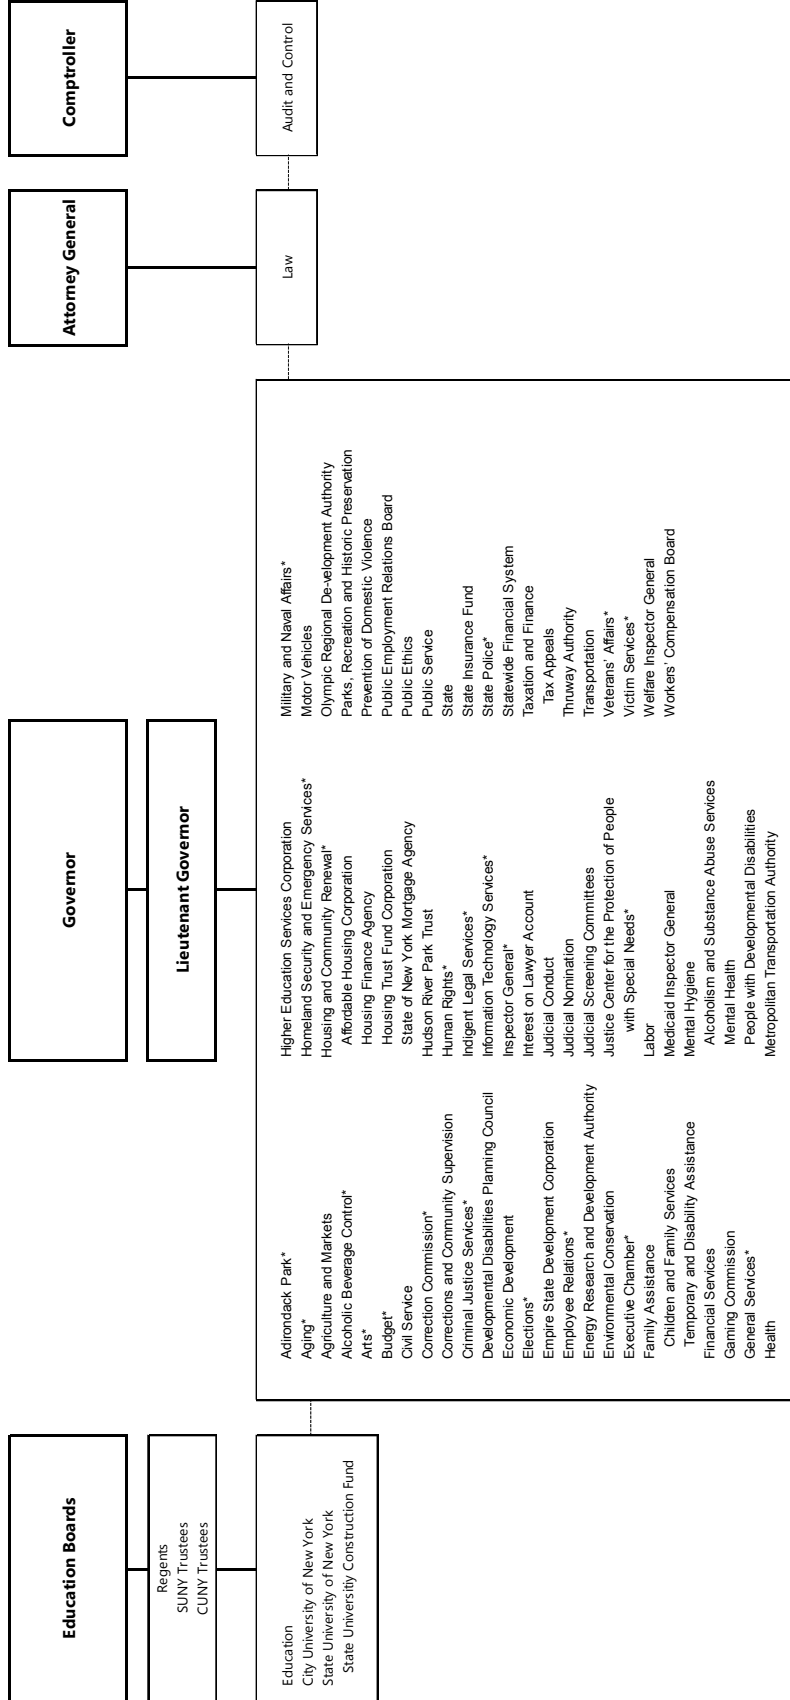 Education Boards
Regents
SUNY Trustees
CUNY Trustees
Education
City University of New York
State University of New York
State Universitiy Construction Fund
Governor
Lieutenant Governor
Adirondack Park*
Aging*
Agriculture and Markets
Alcoholic Beverage Control*
Arts*
Budget*
Civil Service
Correction Commission*
Corrections and Community Supervision
Criminal Justice Services*
Developmental Disabilities Planning Council
Economic Development
Elections*
Empire State Development Corporation
Employee Relations*
Energy Research and Development Authority
Environmental Conservation
Executive Chamber*
Family Assistance
Children and Family Services
Temporary and Disability Assistance
Financial Services
Gaming Commission
General Services*
Health
Higher Education Services Corporation
Homeland Security and Emergency Services*
Housing and Community Renewal*
Affordable Housing Corporation
Housing Finance Agency
Housing Trust Fund Corporation
State of New York Mortgage Agency
Hudson River Park Trust
Human Rights*
Indigent Legal Services*
Information Technology Services*
Inspector General*
Interest on Lawyer Account
Judicial Conduct
Judicial Nomination
Judicial Screening Committees
Justice Center for the Protection of People
with Special Needs*
Labor
Medicaid Inspector General
Mental Hygiene
Alcoholism and Substance Abuse Services
Mental Health
People with Developmental Disabilities
Metropolitan Transportation Authority
Military and Naval Affairs*
Motor Vehicles
Olympic Regional De-velopment Authority
Parks, Recreation and Historic Preservation
Prevention of Domestic Violence
Public Employment Relations Board
Public Ethics
Public Service
State
State Insurance Fund
State Police*
Statewide Financial System
Taxation and Finance
Tax Appeals
Thruway Authority
Transportation
Veterans' Affairs*
Victim Services*
Welfare Inspector General
Workers' Compensation Board
Attorney General
Law
Comptroller
Audit and Control